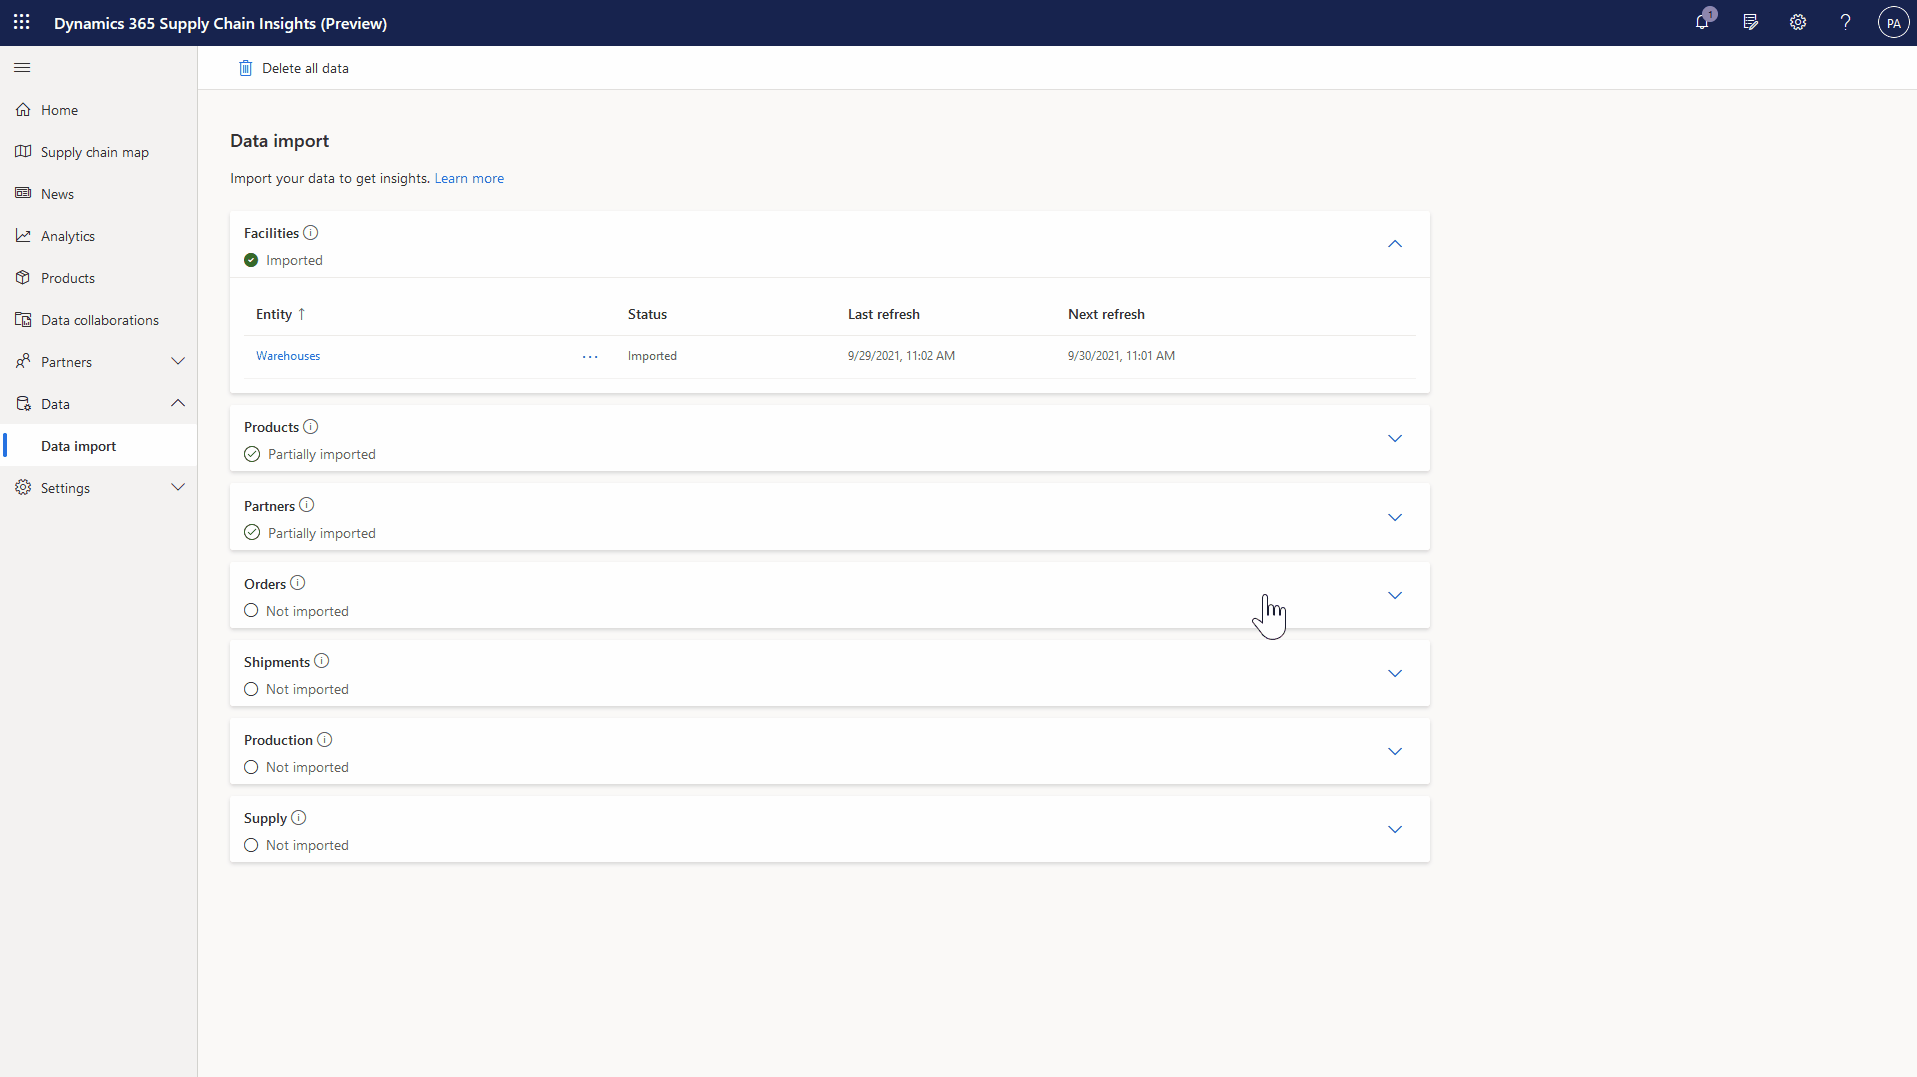 Dynamics 365 Supply Chain Insights (Preview)
1
?
PA
Delete all data
Home
Supply chain map
News
Analytics
Products
Data collaborations
Partners
Data
Data import
Settings
Data import
Import your data to get insights. Learn more
Facilities
Imported
Entity ↑ Status Last refresh Next refresh
Warehouses ... Imported 9/29/2021, 11:02 AM 9/30/2021, 11:01 AM
Products
Partially imported
Partners
Partially imported
Orders
Not imported
Shipments
Not imported
Production
Not imported
Supply
Not imported